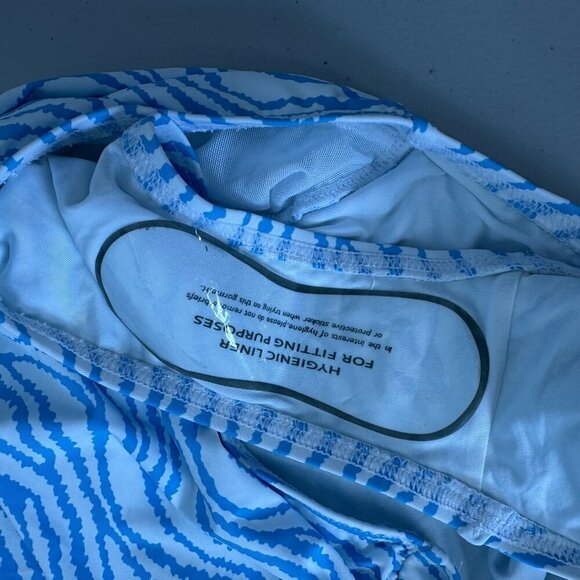 HYGIENIC LINER
FOR FITTING PURPOSES
In the interests of hygiene, please do not remove briefs
or protective sticker when trying on this garment.